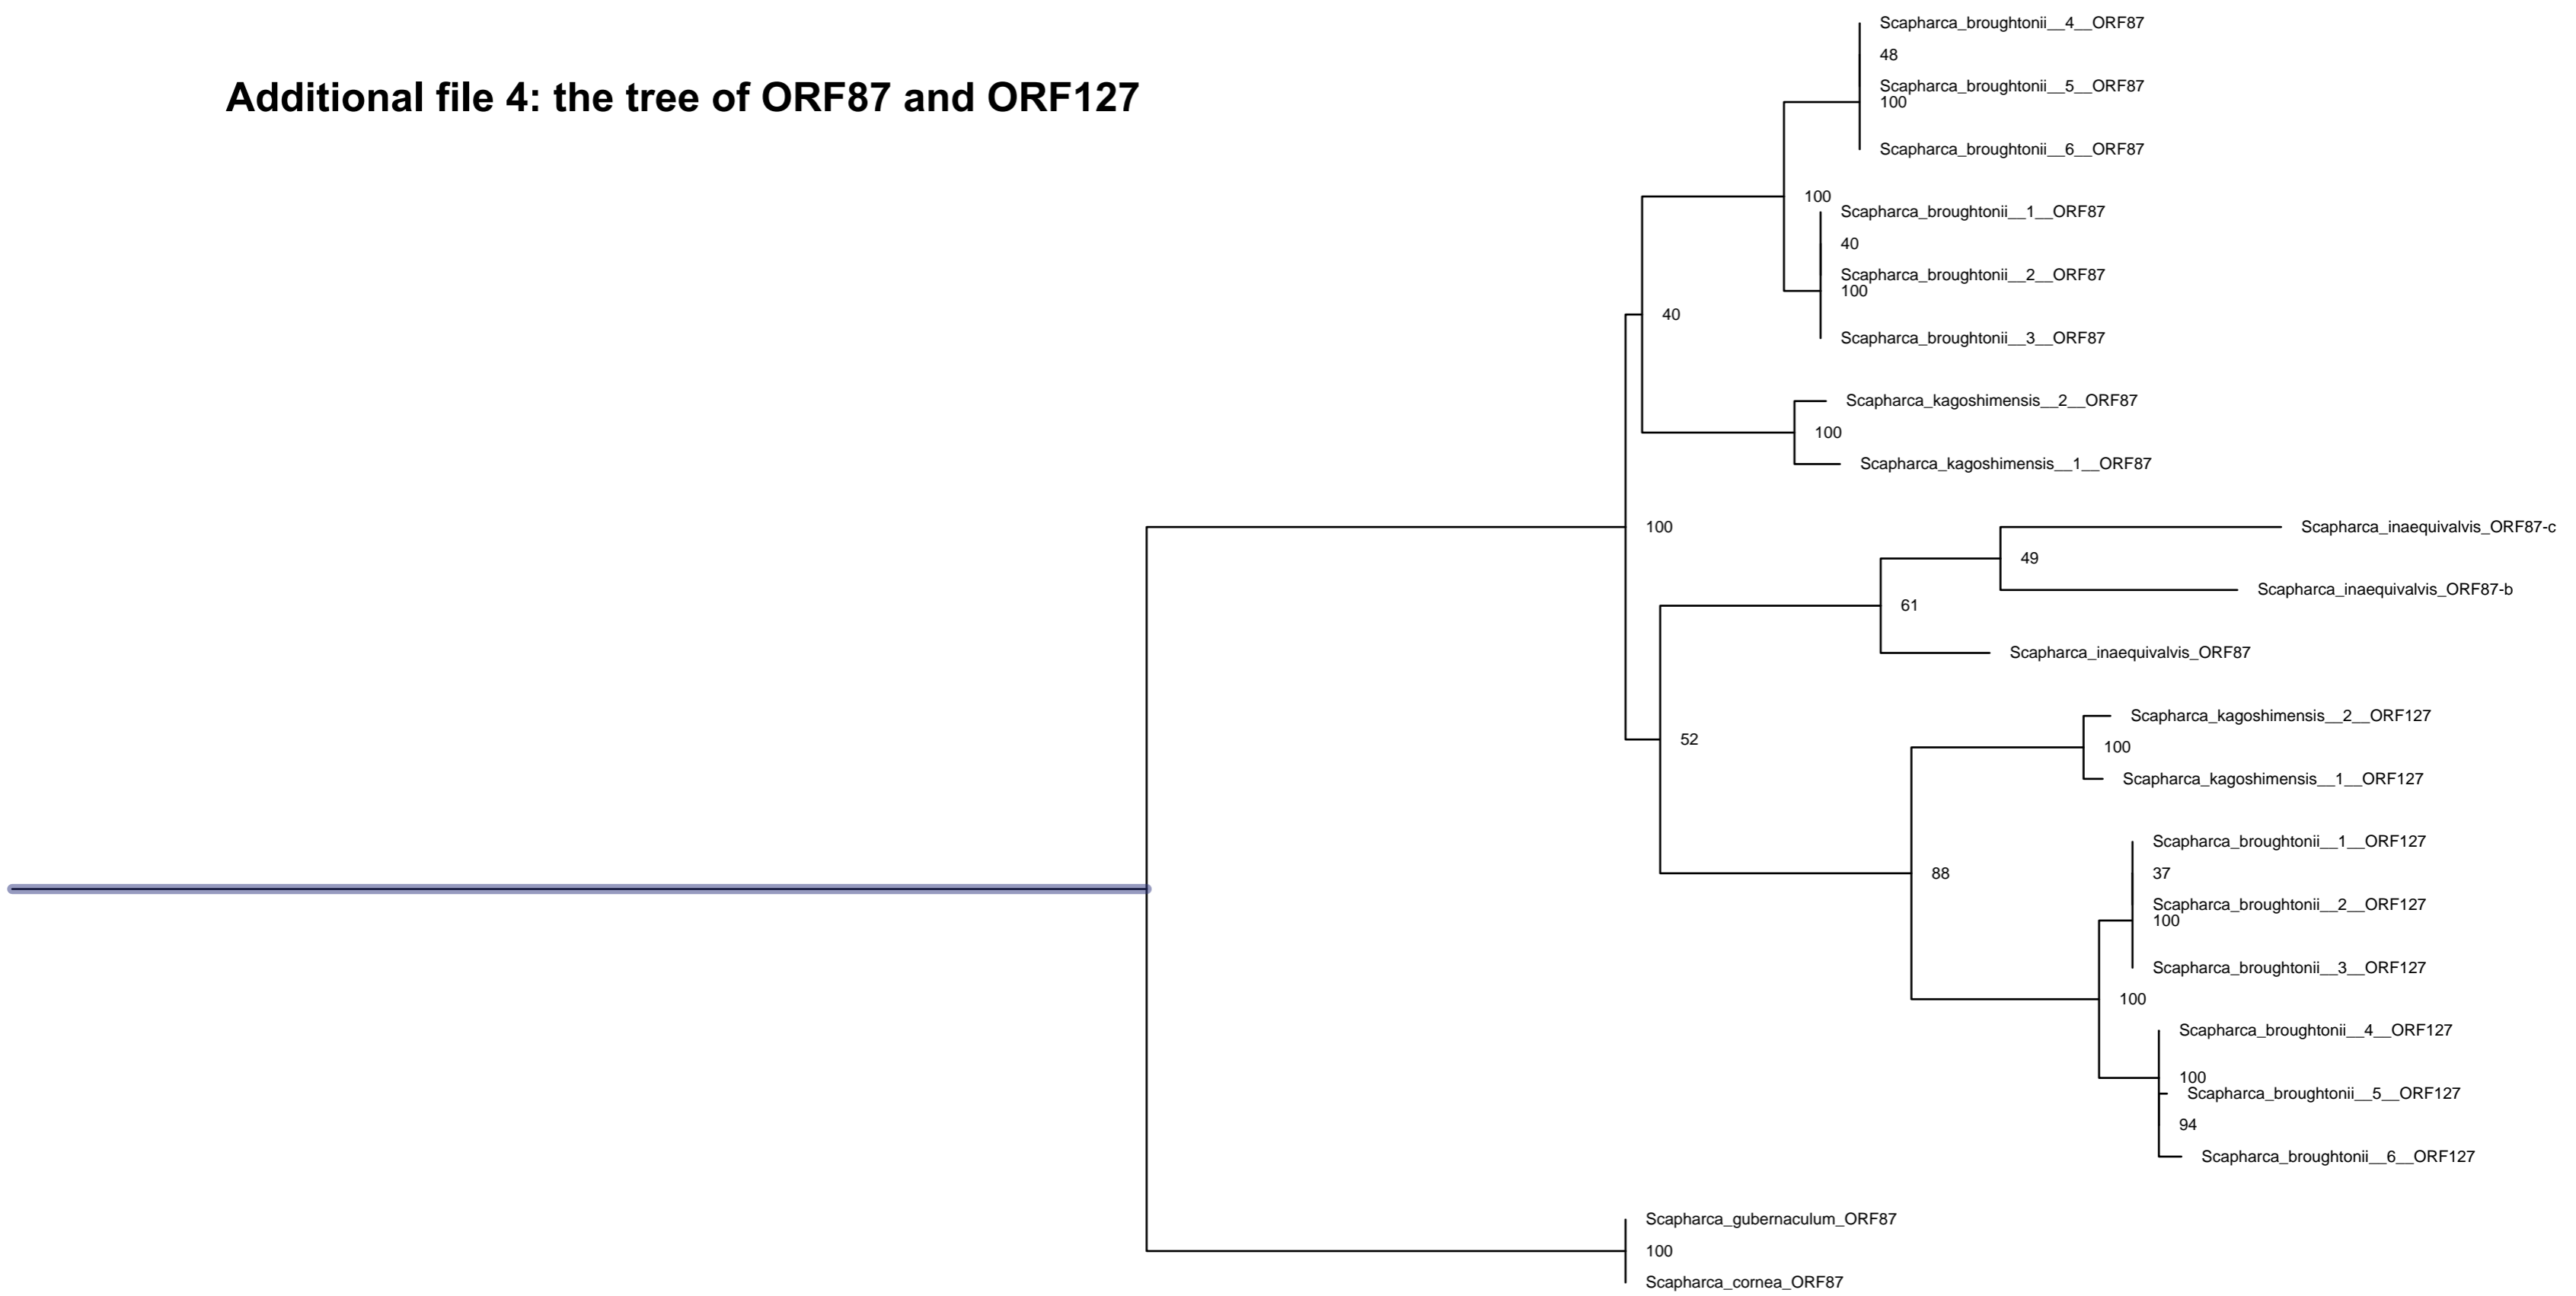 Scapharca_broughtonii__4__ORF87
48
Additional file 4: the tree of ORF87 and ORF127
Scapharca_broughtonii__5__ORF87
100
Scapharca_broughtonii__6__ORF87
100
Scapharca_broughtonii__1__ORF87
40
Scapharca_broughtonii__2__ORF87
100
40
Scapharca_broughtonii__3__ORF87
Scapharca_kagoshimensis__2__ORF87
100
Scapharca_kagoshimensis__1__ORF87
100
Scapharca_inaequivalvis_ORF87-c
49
Scapharca_inaequivalvis_ORF87-b
61
Scapharca_inaequivalvis_ORF87
Scapharca_kagoshimensis__2__ORF127
52
100
Scapharca_kagoshimensis__1__ORF127
Scapharca_broughtonii__1__ORF127
88
37
Scapharca_broughtonii__2__ORF127
100
Scapharca_broughtonii__3__ORF127
100
Scapharca_broughtonii__4__ORF127
100
Scapharca_broughtonii__5__ORF127
94
Scapharca_broughtonii__6__ORF127
Scapharca_gubernaculum_ORF87
100
Scapharca_cornea_ORF87